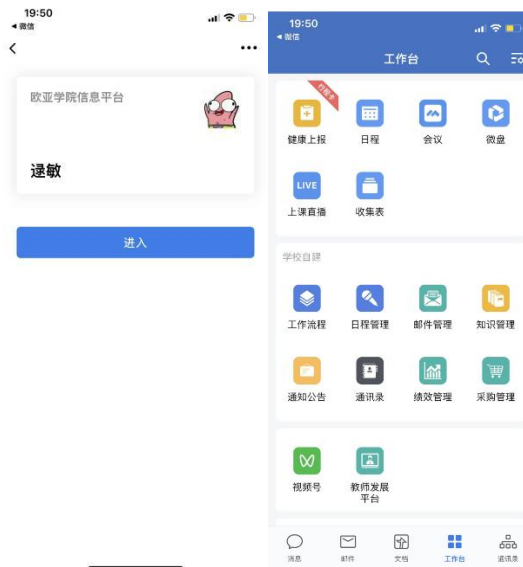 19:50
微信
欧亚学院信息平台
逯敏
进入
19:50
微信
工作台
行程卡
健康上报
日程
会议
微盘
LIVE
上课直播
收集表
学校自建
工作流程
日程管理
邮件管理
知识管理
通知公告
通讯录
绩效管理
采购管理
视频号
教师发展
平台
消息
邮件
文档
工作台
通讯录